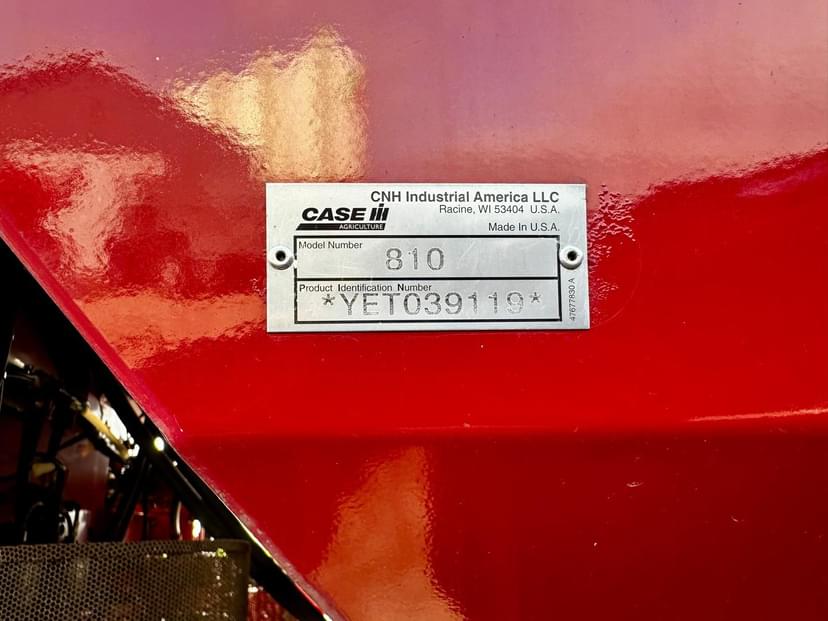 CNH Industrial America LLC
Racine, WI 53404 U.S.A.
CASE IH
AGRICULTURE
Made In U.S.A.
Model Number
810
Product Identification Number
*YET039119*
47677830 A